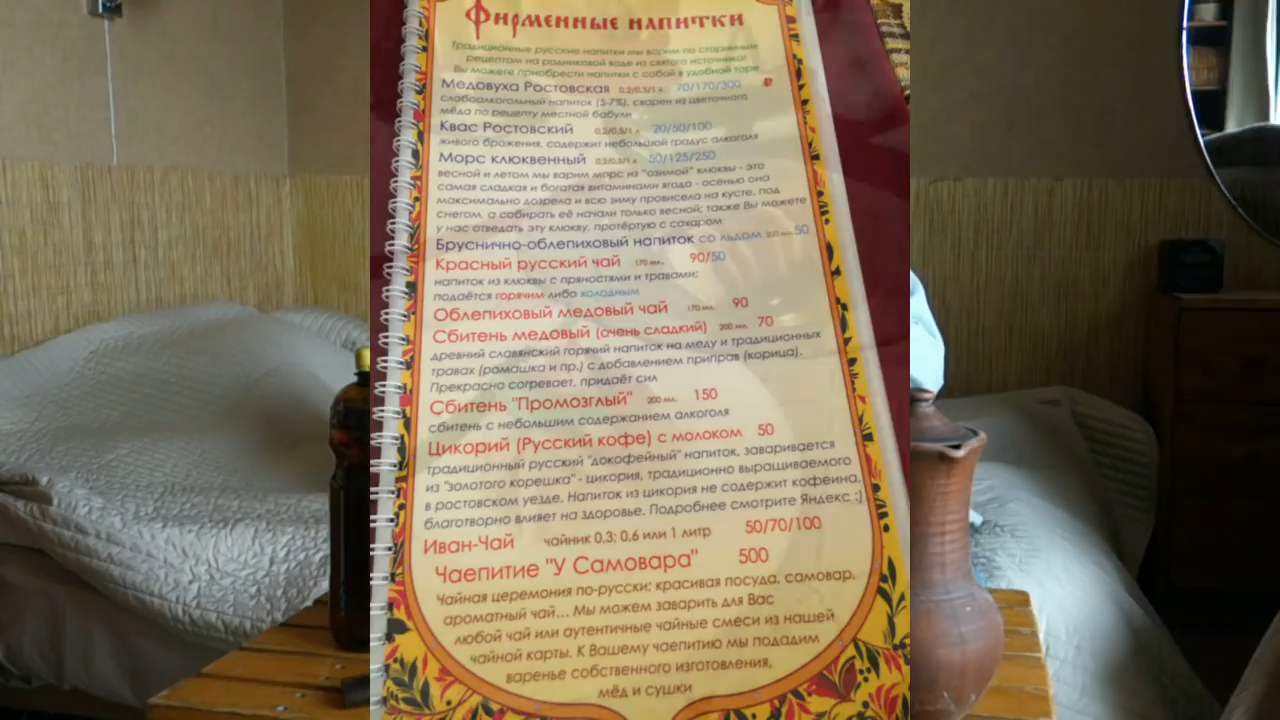 Фирменные напитки
Традиционные русские напитки мы варим по старинным
рецептам на родниковой воде из святого источника!
Вы можете приобрести напитки с собой в удобной таре
Медовуха Ростовская 0,2/0,5/1 л. 70/170/300 ₽
слабоалкогольный напиток (5-7%), сварен из цветочного
мёда по рецепту местной бабули
Квас Ростовский 0,2/0,5/1 л 20/50/100
живого брожения, содержит небольшой градус алкоголя
Морс клюквенный 0,2/0,5/1 л 50/125/250
весной и летом мы варим морс из "озимой" клюквы - это
самая сладкая и богатая витаминами ягода - осенью она
максимально дозрела и всю зиму провисела на кусте, под
снегом, а собирать её начали только весной; также Вы можете
у нас отведать эту клюкву, протёртую с сахаром
Бруснично-облепиховый напиток со льдом 200 мл. 50
Красный русский чай 170 мл. 90/50
напиток из клюквы с пряностями и травами;
подаётся горячим либо холодным
Облепиховый медовый чай 170 мл. 90
Сбитень медовый (очень сладкий) 200 мл. 70
древний славянский горячий напиток на меду и традиционных
травах (ромашка и пр.) с добавлением приправ (корица).
Прекрасно согревает, придаёт сил
Сбитень "Промозглый" 200 мл. 150
сбитень с небольшим содержанием алкоголя
Цикорий (Русский кофе) с молоком 50
традиционный русский "докофейный" напиток, заваривается
из "золотого корешка" - цикория, традиционно выращиваемого
в ростовском уезде. Напиток из цикория не содержит кофеина,
благотворно влияет на здоровье. Подробнее смотрите Яндекс :)
Иван-Чай чайник 0,3; 0,6 или 1 литр 50/70/100
Чаепитие "У Самовара" 500
Чайная церемония по-русски: красивая посуда, самовар,
ароматный чай... Мы можем заварить для Вас
любой чай или аутентичные чайные смеси из нашей
чайной карты. К Вашему чаепитию мы подадим
варенье собственного изготовления,
мёд и сушки